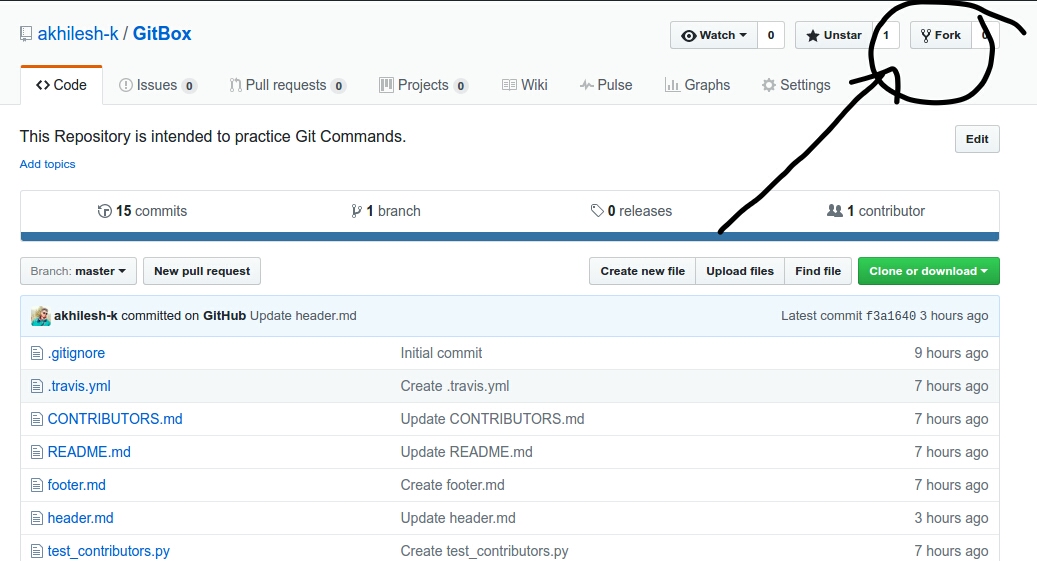 akhilesh-k / GitBox
Watch 0 Unstar 1 Fork 0
Code Issues 0 Pull requests 0 Projects 0 Wiki Pulse Graphs Settings
This Repository is intended to practice Git Commands.
Edit
Add topics
15 commits 1 branch 0 releases 1 contributor
Branch: master New pull request Create new file Upload files Find file Clone or download
akhilesh-k committed on GitHub Update header.md Latest commit f3a1640 3 hours ago
.gitignore Initial commit 9 hours ago
.travis.yml Create .travis.yml 7 hours ago
CONTRIBUTORS.md Update CONTRIBUTORS.md 7 hours ago
README.md Update README.md 7 hours ago
footer.md Create footer.md 7 hours ago
header.md Update header.md 3 hours ago
test_contributors.py Create test_contributors.py 7 hours ago